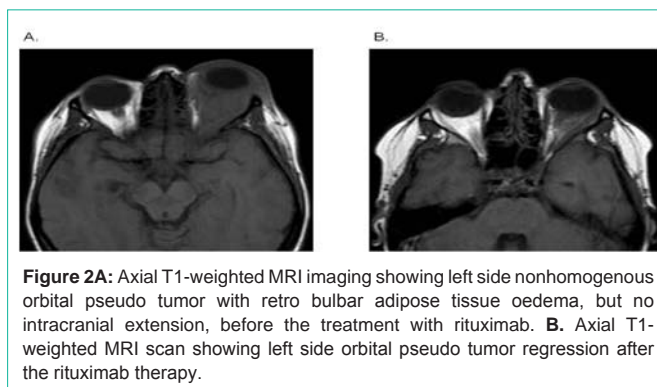 A.
B.
Figure 2A: Axial T1-weighted MRI imaging showing left side nonhomogenous
orbital pseudo tumor with retro bulbar adipose tissue oedema, but no
intracranial extension, before the treatment with rituximab. B. Axial T1-
weighted MRI scan showing left side orbital pseudo tumor regression after
the rituximab therapy.